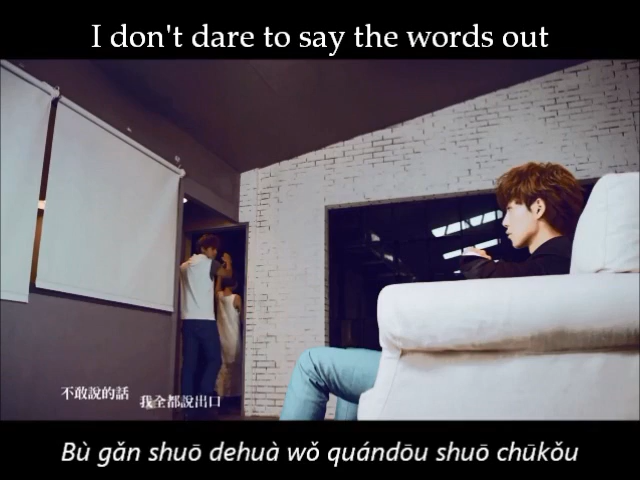 I don't dare to say the words out
不敢說的話 我全都說出口
Bù gǎn shuō dehuà wǒ quándōu shuō chūkǒu